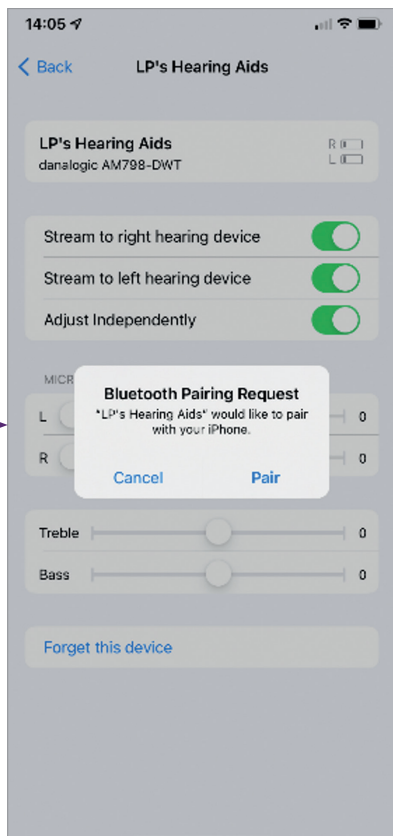 14:05
Back LP's Hearing Aids
LP's Hearing Aids R
danalogic AM798-DWT L
Stream to right hearing device
Stream to left hearing device
Adjust Independently
MICR
Bluetooth Pairing Request
"LP's Hearing Aids" would like to pair
with your iPhone.
L 0
R 0
Cancel Pair
Treble 0
Bass 0
Forget this device